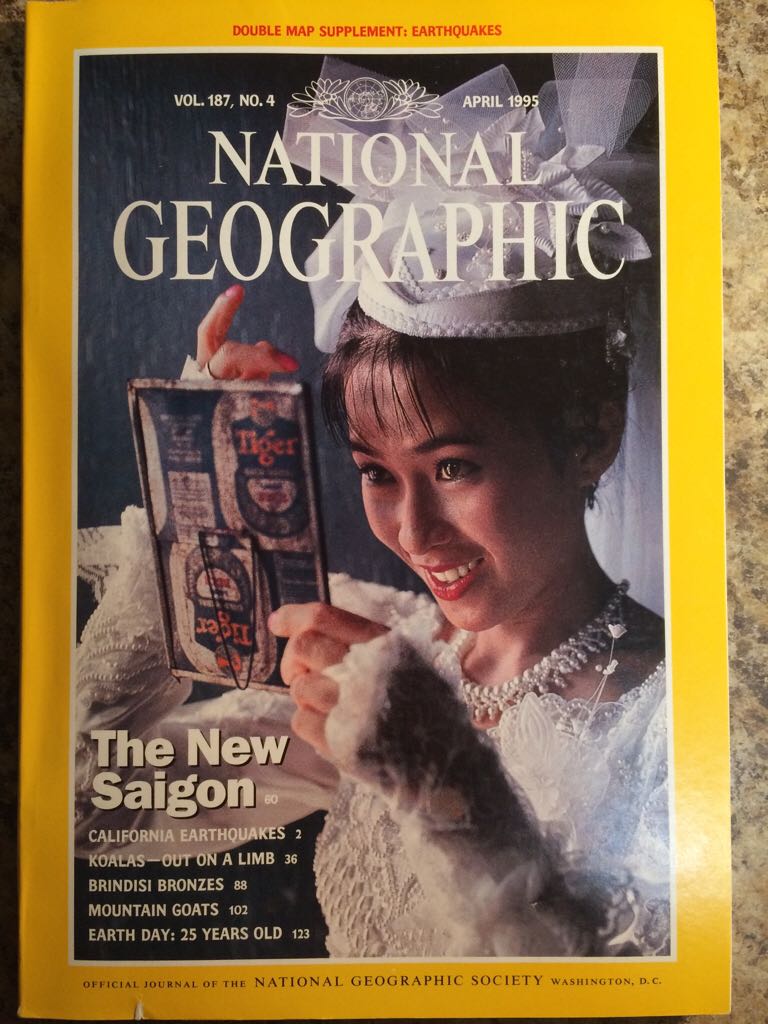 DOUBLE MAP SUPPLEMENT: EARTHQUAKES
VOL. 187, NO. 4
APRIL 1995
NATIONAL
GEOGRAPHIC
Tiger
Tiger
The New
Saigon 60
CALIFORNIA EARTHQUAKES 2
KOALAS—OUT ON A LIMB 36
BRINDISI BRONZES 88
MOUNTAIN GOATS 102
EARTH DAY: 25 YEARS OLD 123
OFFICIAL JOURNAL OF THE NATIONAL GEOGRAPHIC SOCIETY WASHINGTON, D.C.